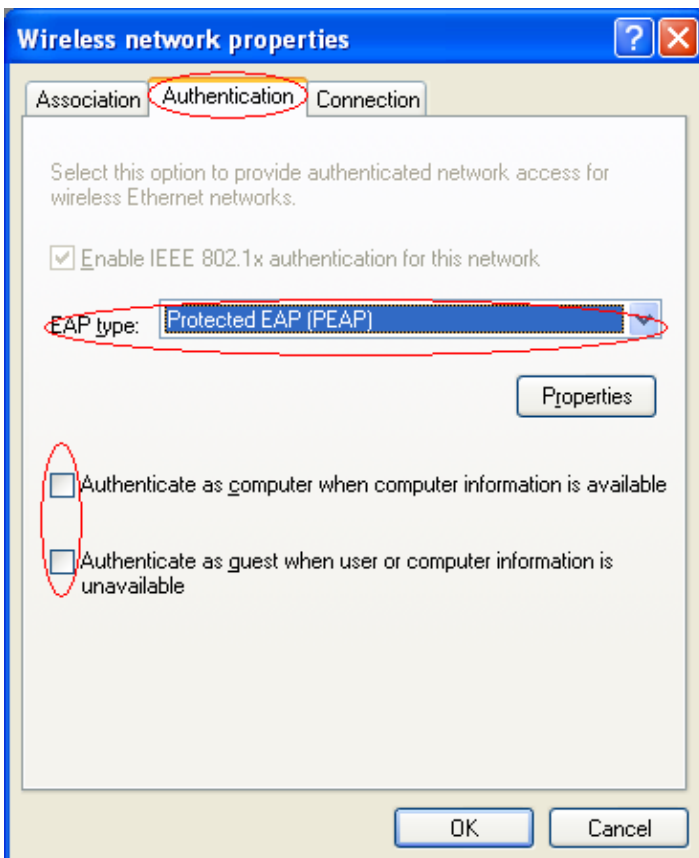 Wireless network properties
Association Authentication Connection
Select this option to provide authenticated network access for
wireless Ethernet networks.
Enable IEEE 802.1x authentication for this network
EAP type: Protected EAP (PEAP)
Properties
Authenticate as computer when computer information is available
Authenticate as guest when user or computer information is
unavailable
OK Cancel